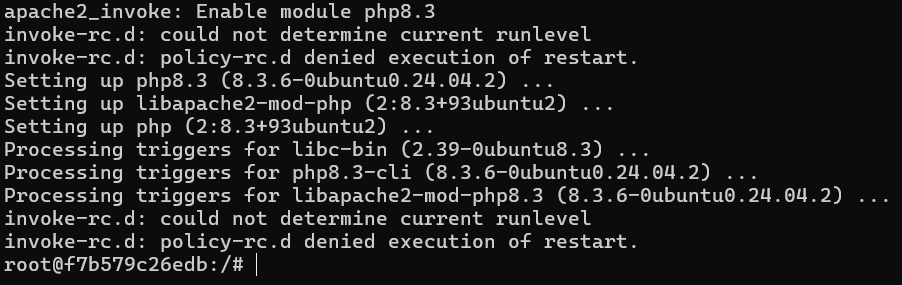 apache2_invoke: Enable module php8.3
invoke-rc.d: could not determine current runlevel
invoke-rc.d: policy-rc.d denied execution of restart.
Setting up php8.3 (8.3.6-0ubuntu0.24.04.2) ...
Setting up libapache2-mod-php (2:8.3+93ubuntu2) ...
Setting up php (2:8.3+93ubuntu2) ...
Processing triggers for libc-bin (2.39-0ubuntu8.3) ...
Processing triggers for php8.3-cli (8.3.6-0ubuntu0.24.04.2) ...
Processing triggers for libapache2-mod-php8.3 (8.3.6-0ubuntu0.24.04.2) ...
invoke-rc.d: could not determine current runlevel
invoke-rc.d: policy-rc.d denied execution of restart.
root@f7b579c26edb:/#